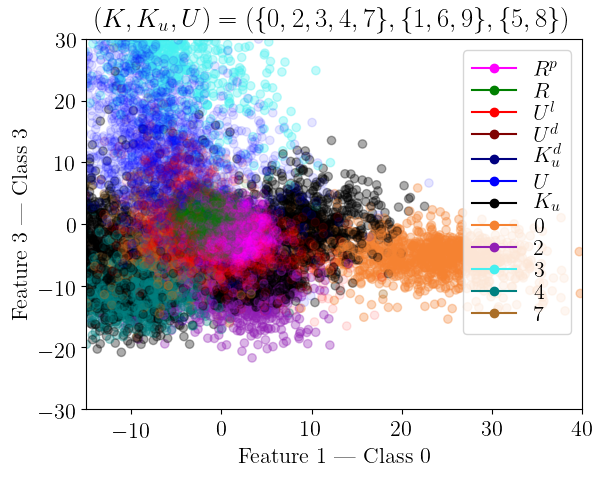 (K, K_u, U) = ({0, 2, 3, 4, 7}, {1, 6, 9}, {5, 8})
30
20
10
0
−10
−20
−30
Feature 3 — Class 3
R^p
R
U^l
U^d
K_u^d
U
K_u
0
2
3
4
7
−10
0
10
20
30
40
Feature 1 — Class 0